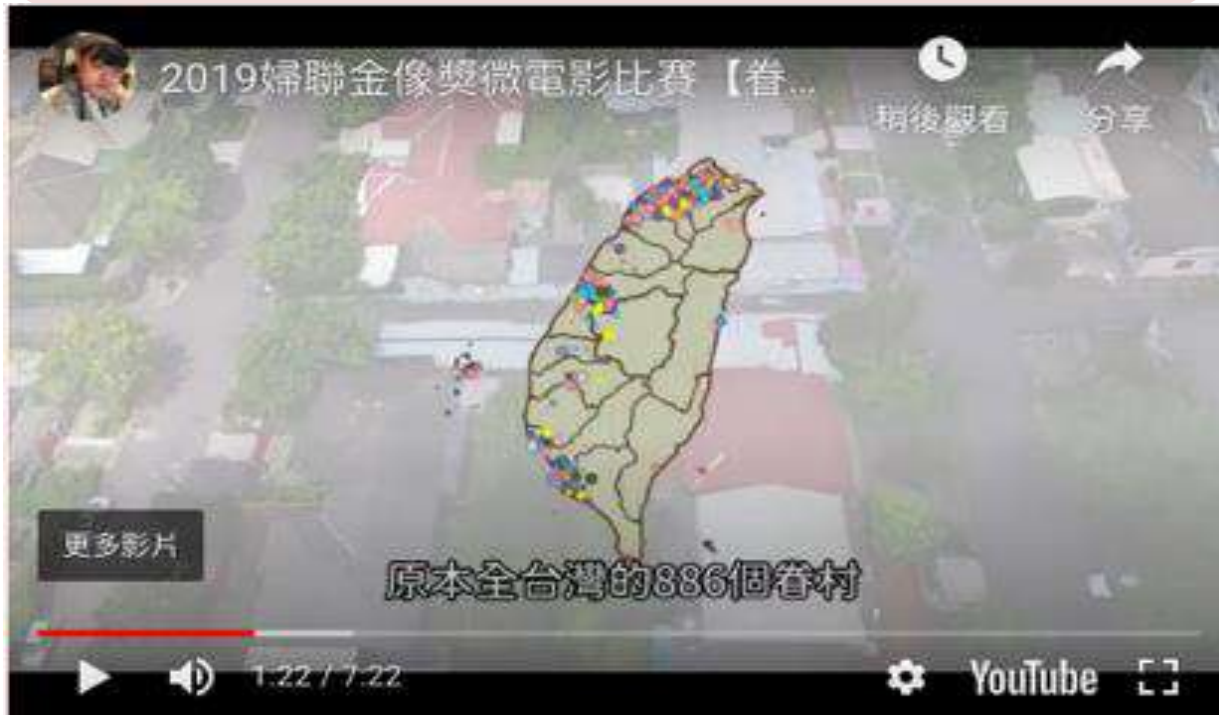 2019婦聯金像獎微電影比賽【眷...
稍後觀看
分享
更多影片
原本全台灣的886個眷村
1:22 / 7:22
YouTube